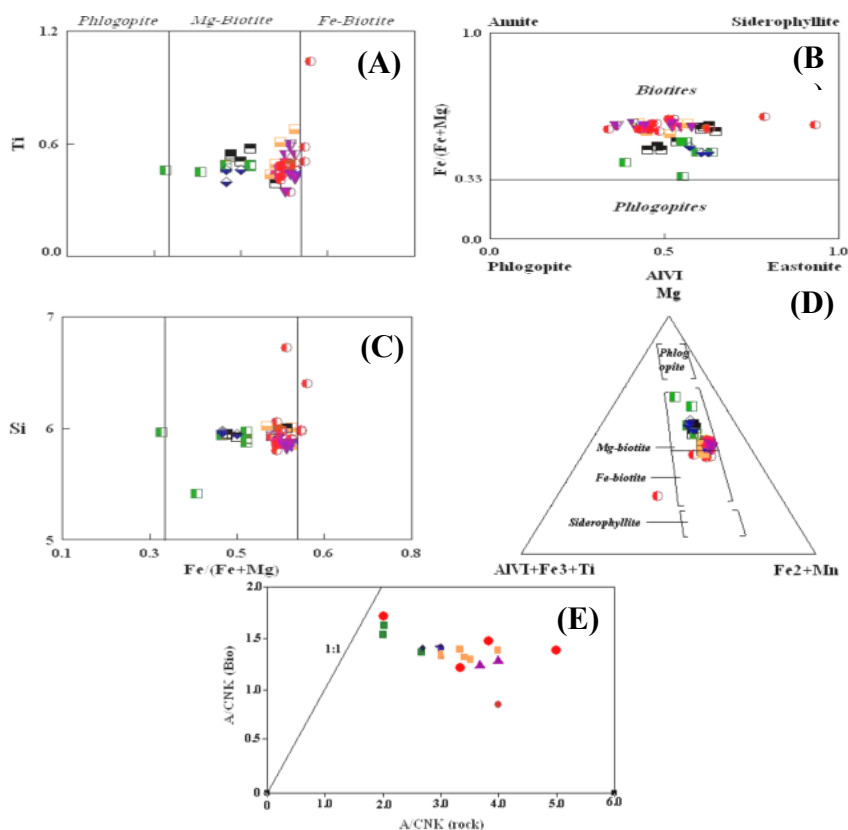 Phlogopite Mg-Biotite Fe-Biotite
1.2
(A)
Ti
0.6
0.0
Annite Siderophyllite
1.0
(B
)
Biotites
Fe/(Fe+Mg)
0.33
Phlogopites
0.0
0.0 0.5 1.0
Phlogopite AlVI Eastonite
7
(C)
Si
6
5
0.1 0.3 0.5 0.6 0.8
Fe/(Fe+Mg)
Mg
(D)
Phlog
opite
Mg-biotite
Fe-biotite
Siderophyllite
AlVI+Fe3+Ti Fe2+Mn
2.0
(E)
1:1
1.5
A/CNK (Bio)
1.0
0.5
0.0
0 1.0 2.0 3.0 4.0 5.0 6.0
A/CNK (rock)